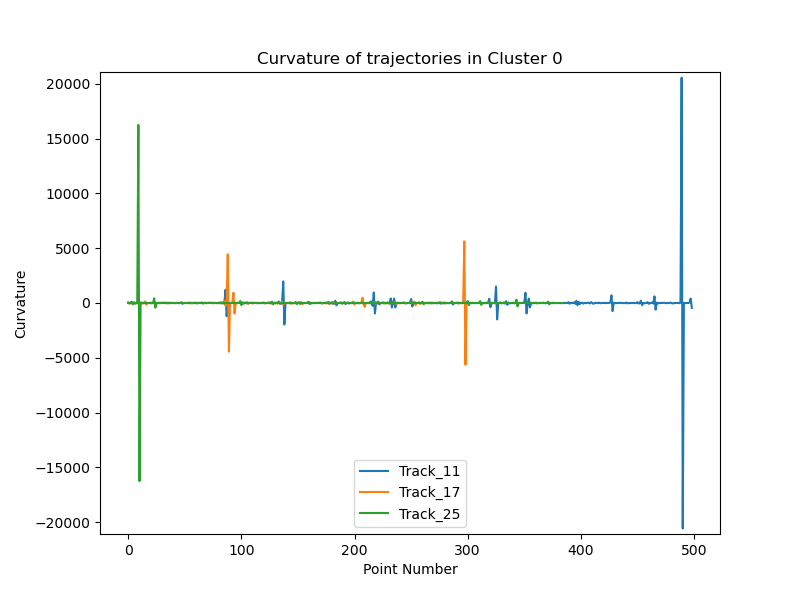 Curvature of trajectories in Cluster 0
20000
15000
10000
5000
0
−5000
−10000
−15000
−20000
Curvature
0
100
200
300
400
500
Point Number
Track_11
Track_17
Track_25